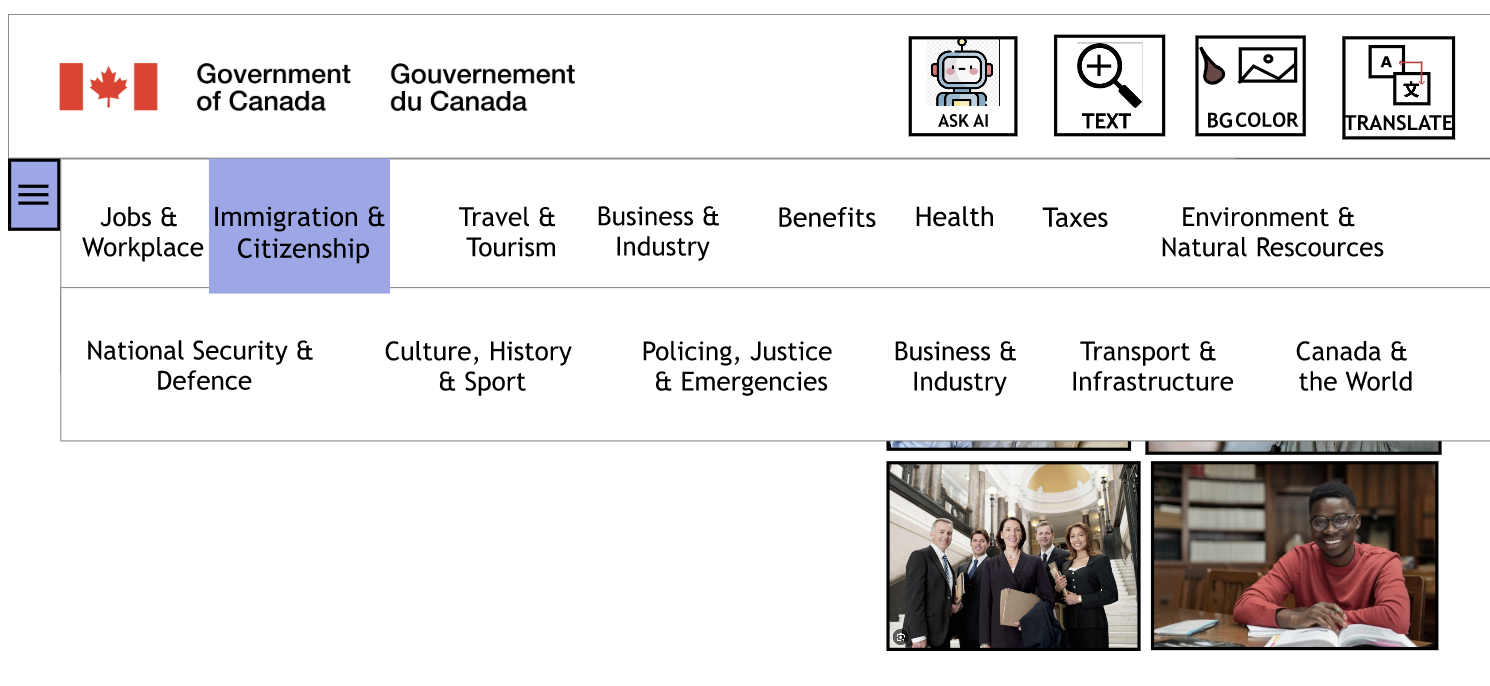 Government
of Canada
Gouvernement
du Canada
ASK AI
TEXT
BG COLOR
A
文
TRANSLATE
Jobs &
Workplace
Immigration &
Citizenship
Travel &
Tourism
Business &
Industry
Benefits
Health
Taxes
Environment &
Natural Rescources
National Security &
Defence
Culture, History
& Sport
Policing, Justice
& Emergencies
Business &
Industry
Transport &
Infrastructure
Canada &
the World